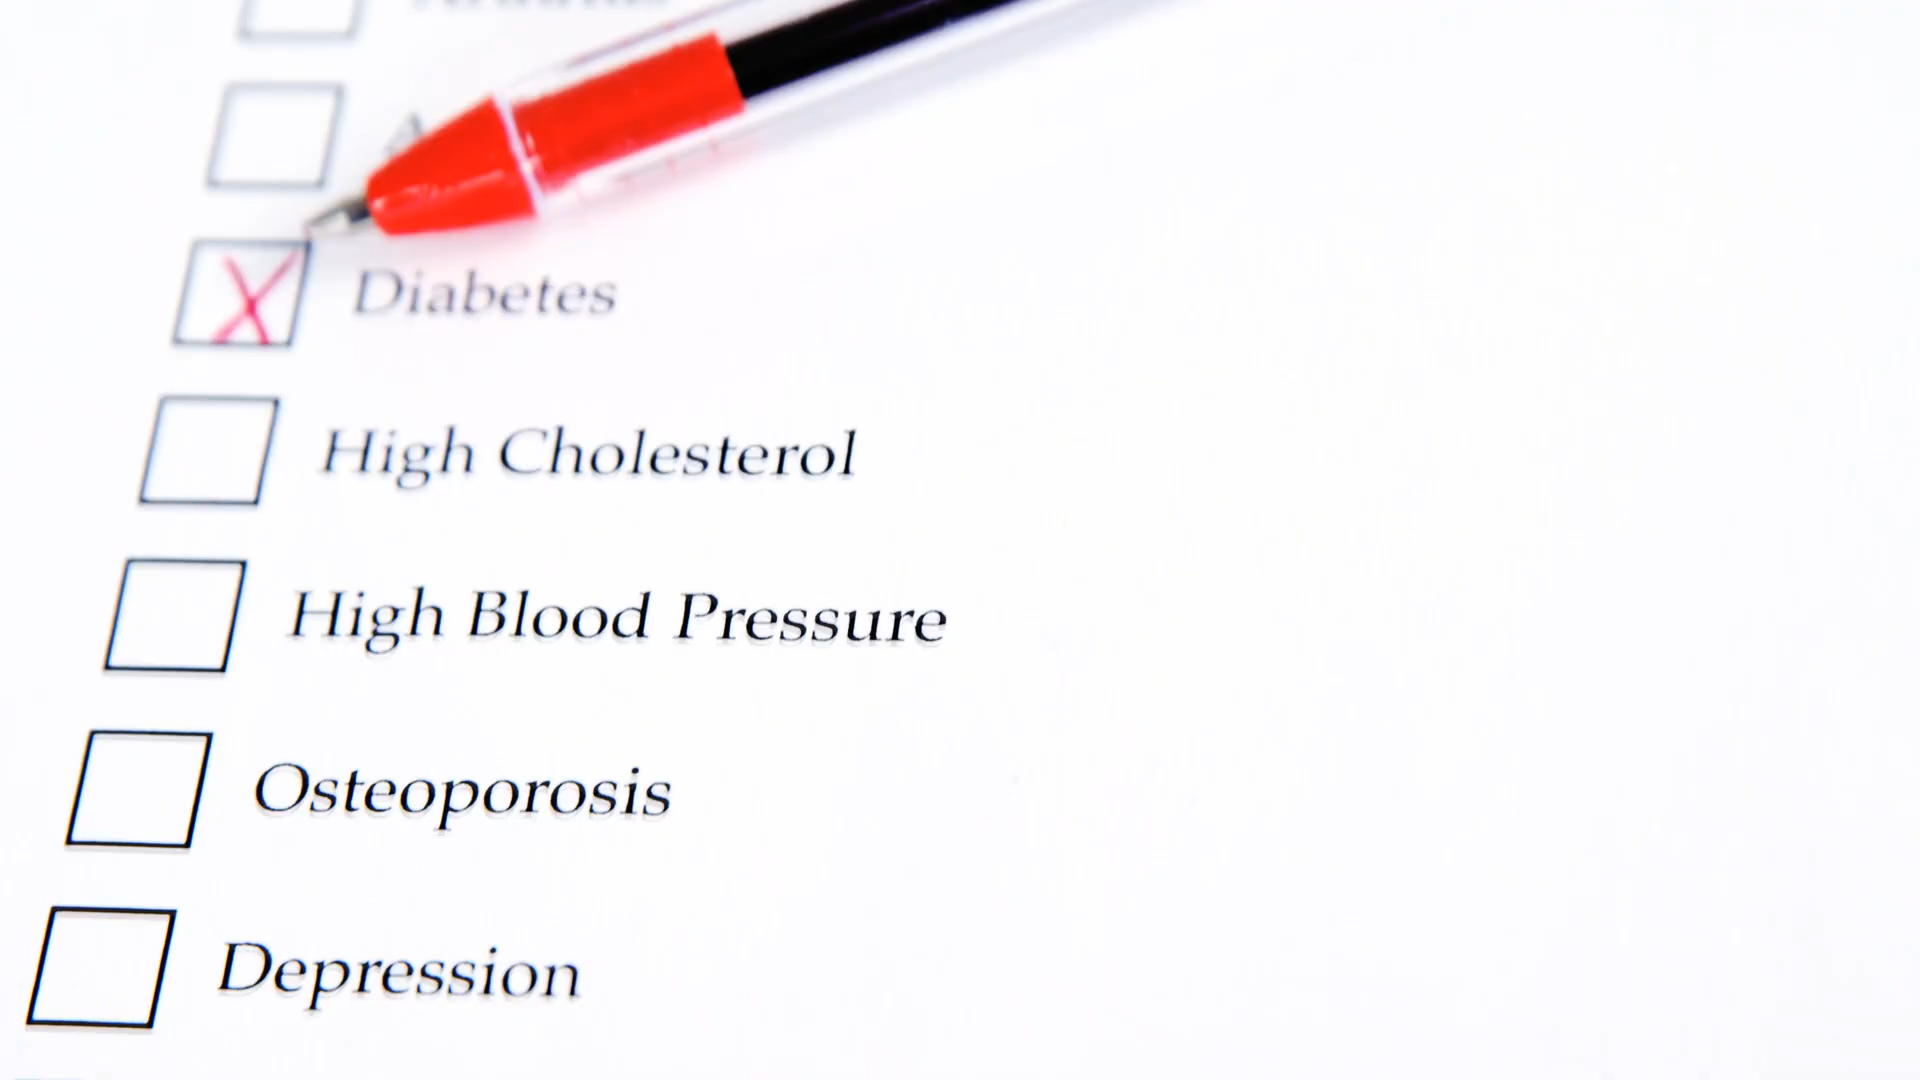 Diabetes
High Cholesterol
High Blood Pressure
Osteoporosis
Depression